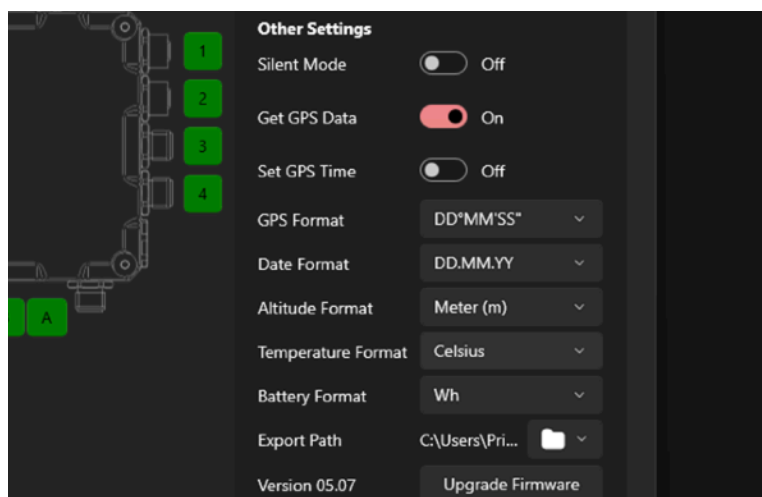 Other Settings
1
Silent Mode Off
2
Get GPS Data On
3
Set GPS Time Off
4
GPS Format DD°MM'SS"
Date Format DD.MM.YY
Altitude Format Meter (m)
A
Temperature Format Celsius
Battery Format Wh
Export Path C:\Users\Pri...
Version 05.07 Upgrade Firmware